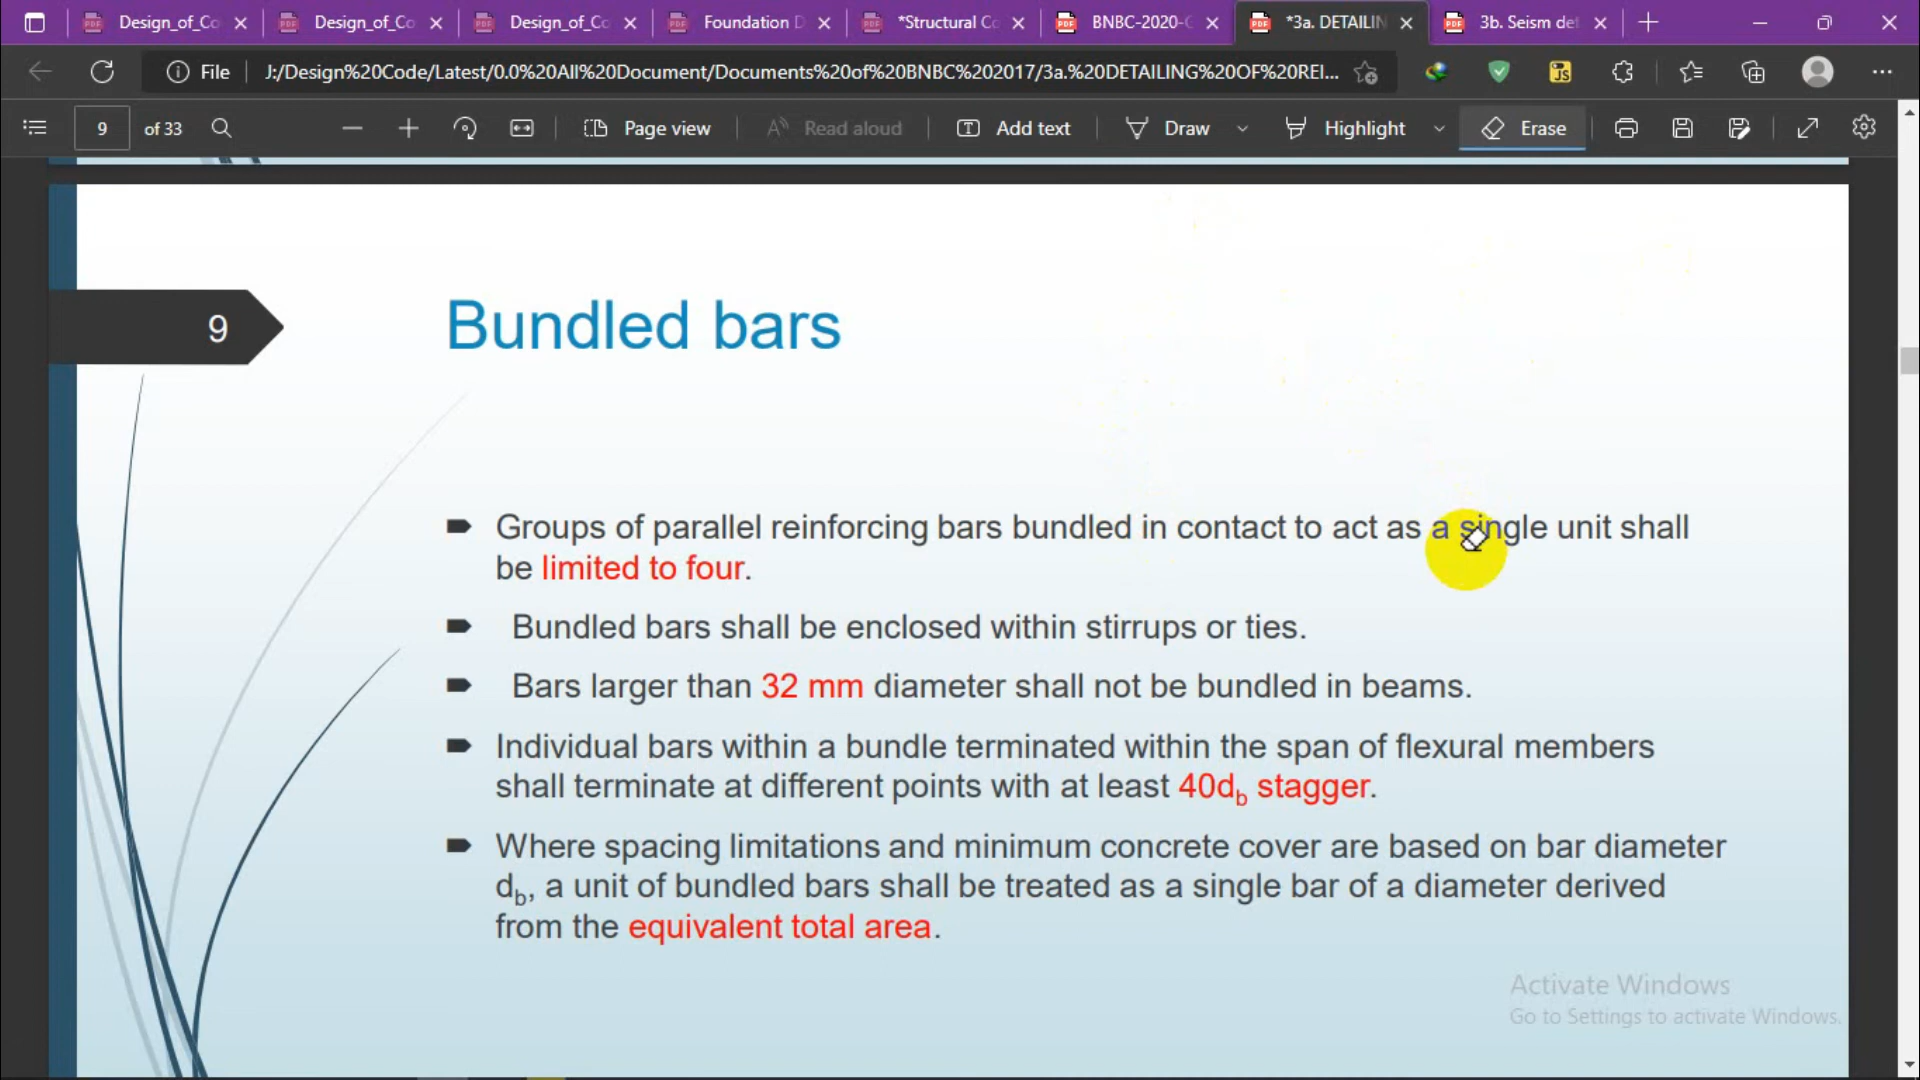 Design_of_Co
Design_of_Co
Design_of_Co
Foundation D
*Structural Co
BNBC-2020-G
*3a. DETAILIN
3b. Seism det
File
J:/Design%20Code/Latest/0.0%20All%20Document/Documents%20of%20BNBC%202017/3a.%20DETAILING%20OF%20REI...
9 of 33
Page view
Read aloud
Add text
Draw
Highlight
Erase
9
Bundled bars
Groups of parallel reinforcing bars bundled in contact to act as a single unit shall
be limited to four.
Bundled bars shall be enclosed within stirrups or ties.
Bars larger than 32 mm diameter shall not be bundled in beams.
Individual bars within a bundle terminated within the span of flexural members
shall terminate at different points with at least 40db stagger.
Where spacing limitations and minimum concrete cover are based on bar diameter
db, a unit of bundled bars shall be treated as a single bar of a diameter derived
from the equivalent total area.
Activate Windows
Go to Settings to activate Windows.